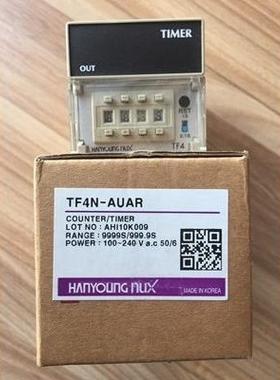 TIMER
OUT
HANYOUNG nux
TF4
TF4N-AUAR
COUNTER/TIMER
LOT NO : AHI10K009
RANGE : 9999S/999.9S
POWER : 100-240 V a.c 50/6
HANYOUNG nux
MADE IN KOREA